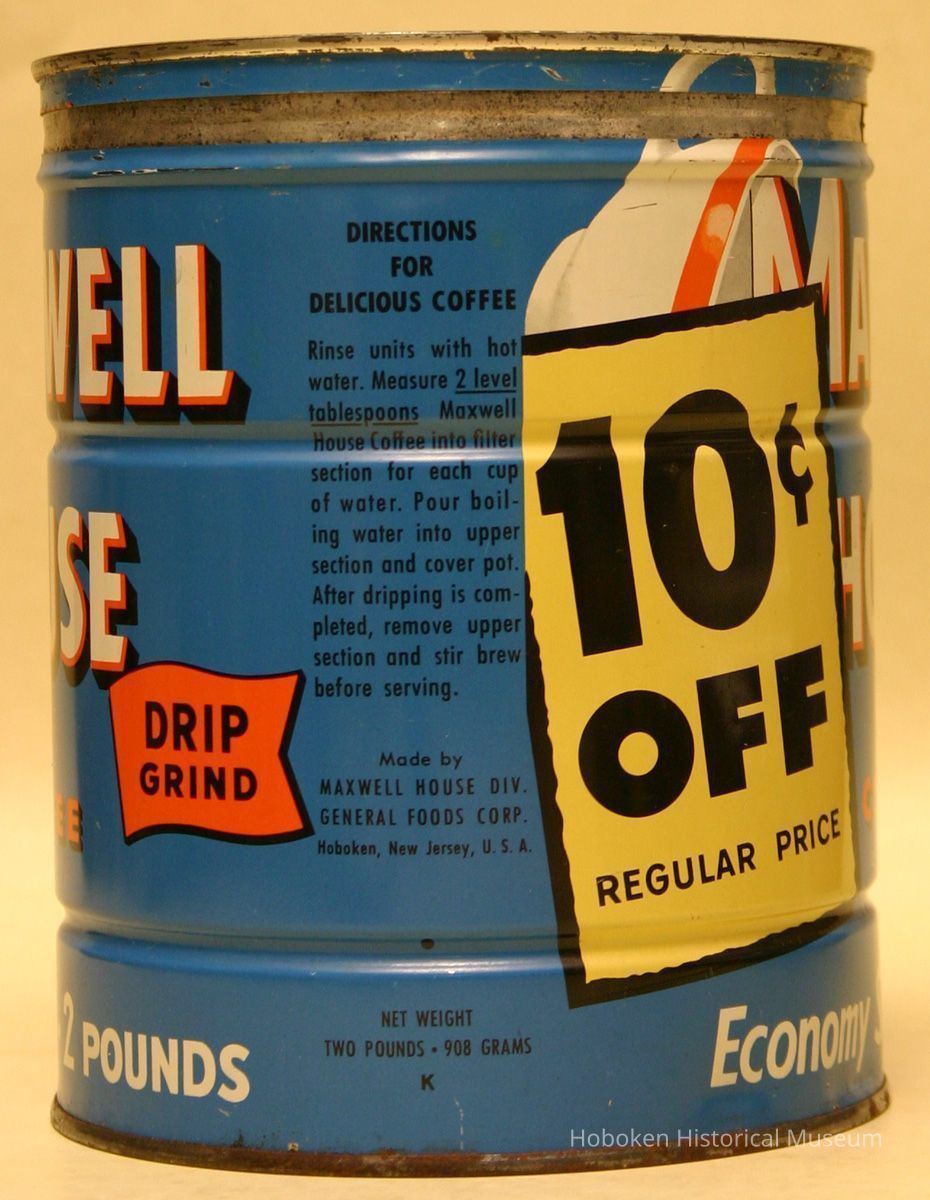 WELL
USE
DRIP
GRIND
2 POUNDS
DIRECTIONS
FOR
DELICIOUS COFFEE
Rinse units with hot
water. Measure 2 level
tablespoons Maxwell
House Coffee into filter
section for each cup
of water. Pour boil-
ing water into upper
section and cover pot.
After dripping is com-
pleted, remove upper
section and stir brew
before serving.
Made by
MAXWELL HOUSE DIV.
GENERAL FOODS CORP.
Hoboken, New Jersey, U. S. A.
NET WEIGHT
TWO POUNDS • 908 GRAMS
K
MA
HO
10¢
OFF
REGULAR PRICE
Economy
Hoboken Historical Museum